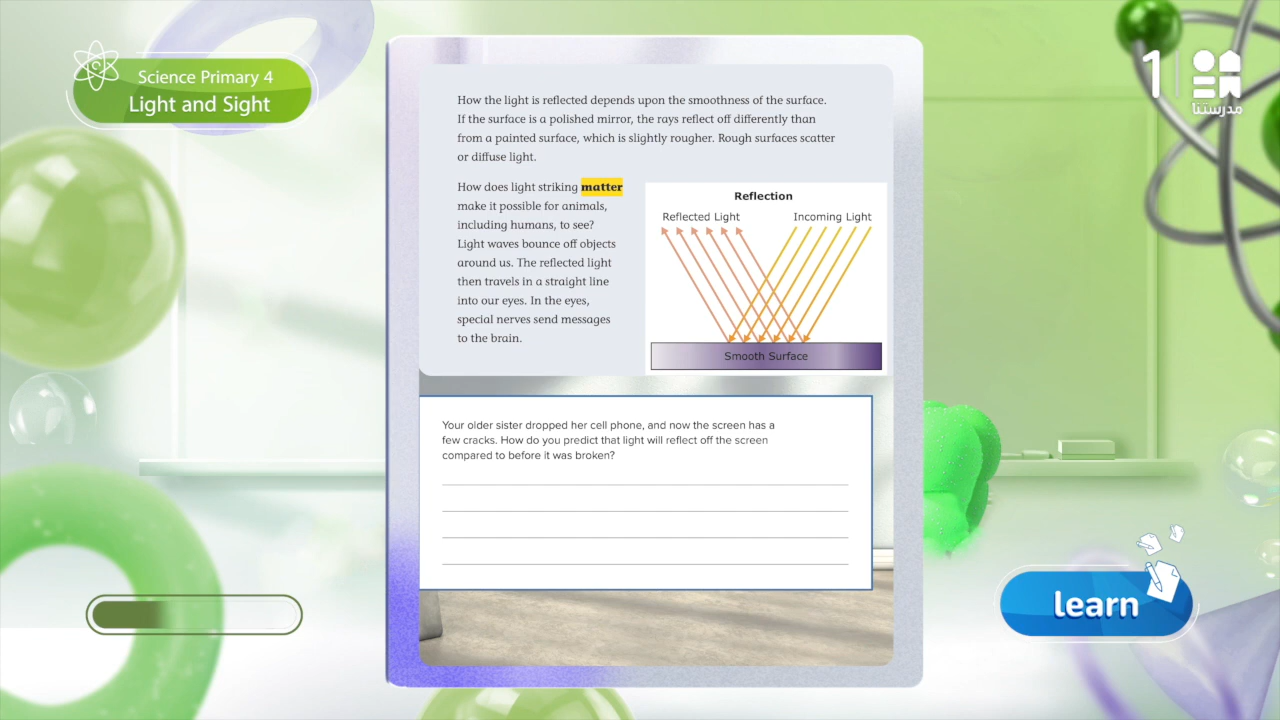 Science Primary 4
Light and Sight
1
مدرستنا
How the light is reflected depends upon the smoothness of the surface.
If the surface is a polished mirror, the rays reflect off differently than
from a painted surface, which is slightly rougher. Rough surfaces scatter
or diffuse light.
How does light striking matter
make it possible for animals,
including humans, to see?
Light waves bounce off objects
around us. The reflected light
then travels in a straight line
into our eyes. In the eyes,
special nerves send messages
to the brain.
Reflection
Reflected Light
Incoming Light
Smooth Surface
Your older sister dropped her cell phone, and now the screen has a
few cracks. How do you predict that light will reflect off the screen
compared to before it was broken?
learn